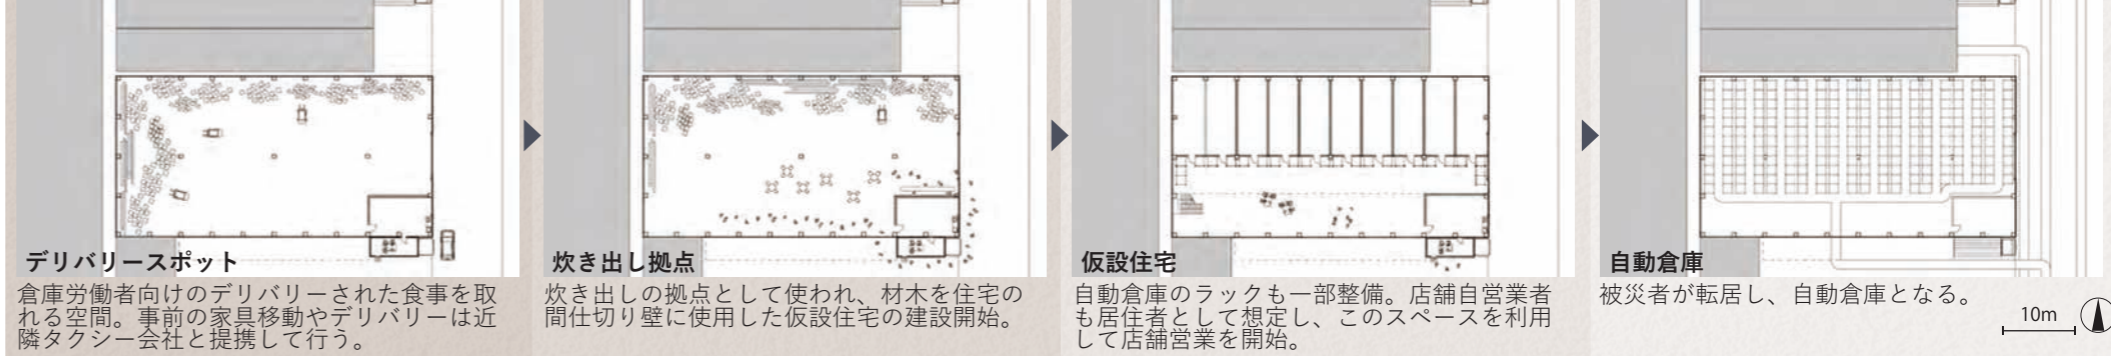 デリバリースポット
倉庫労働者向けのデリバリーされた食事を取
れる空間。事前の家具移動やデリバリーは近
隣タクシー会社と提携して行う。
炊き出し拠点
炊き出しの拠点として使われ、材木を住宅の
間仕切り壁に使用した仮設住宅の建設開始。
仮設住宅
自動倉庫のラックも一部整備。店舗自営業者
も居住者として想定し、このスペースを利用
して店舗営業を開始。
自動倉庫
被災者が転居し、自動倉庫となる。
10m